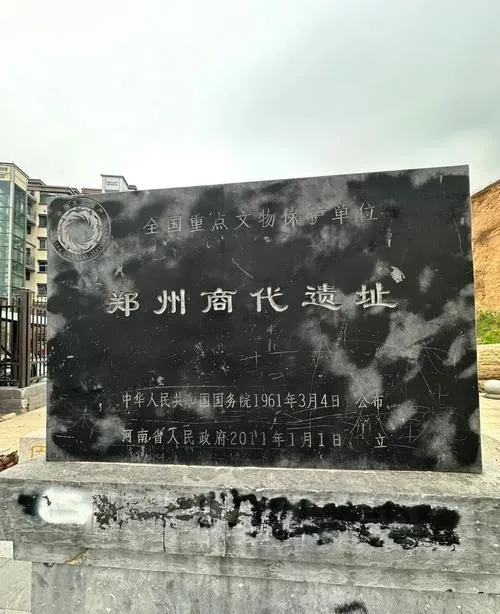 全国重点文物保护单位
郑州商代遗址
中华人民共和国国务院1961年3月4日 公布
河南省人民政府2011年1月1日 立